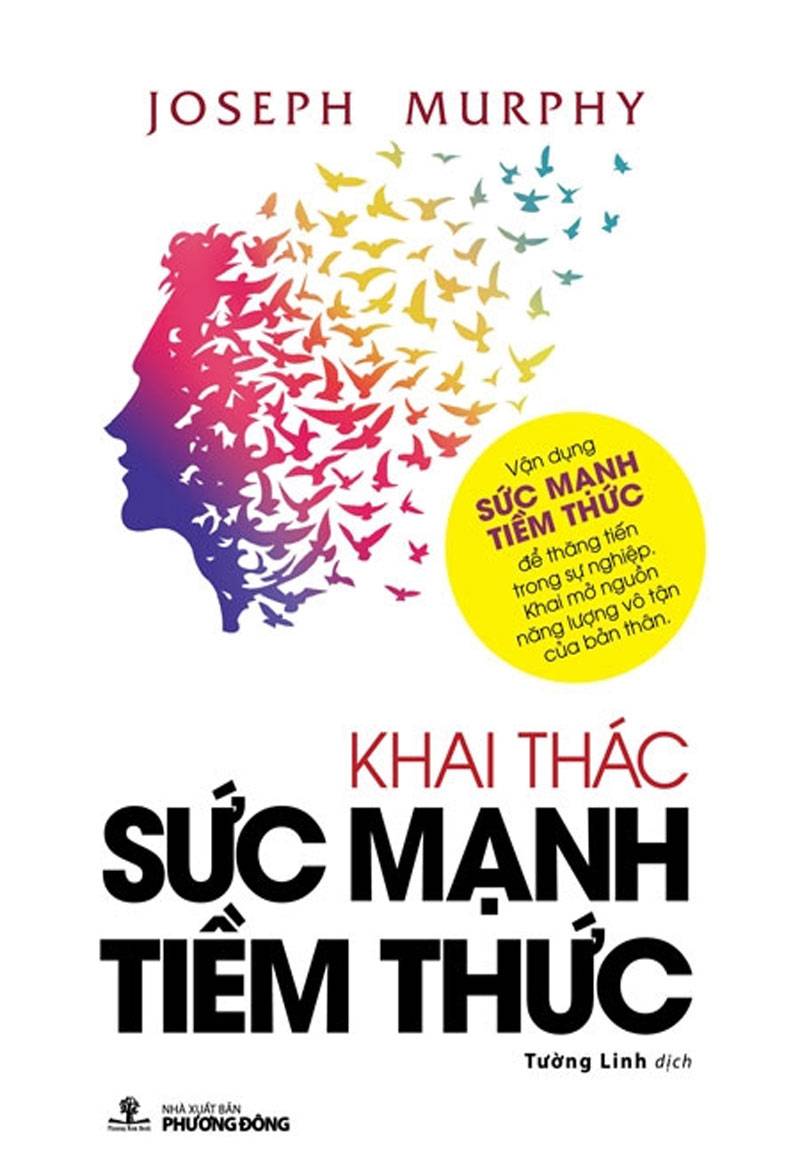 JOSEPH MURPHY
Vận dụng
SỨC MẠNH
TIỀM THỨC
để thăng tiến
trong sự nghiệp.
Khai mở nguồn
năng lượng vô tận
của bản thân.
KHAI THÁC
SỨC MẠNH
TIỀM THỨC
Tường Linh dịch
NHÀ XUẤT BẢN
PHƯƠNG ĐÔNG